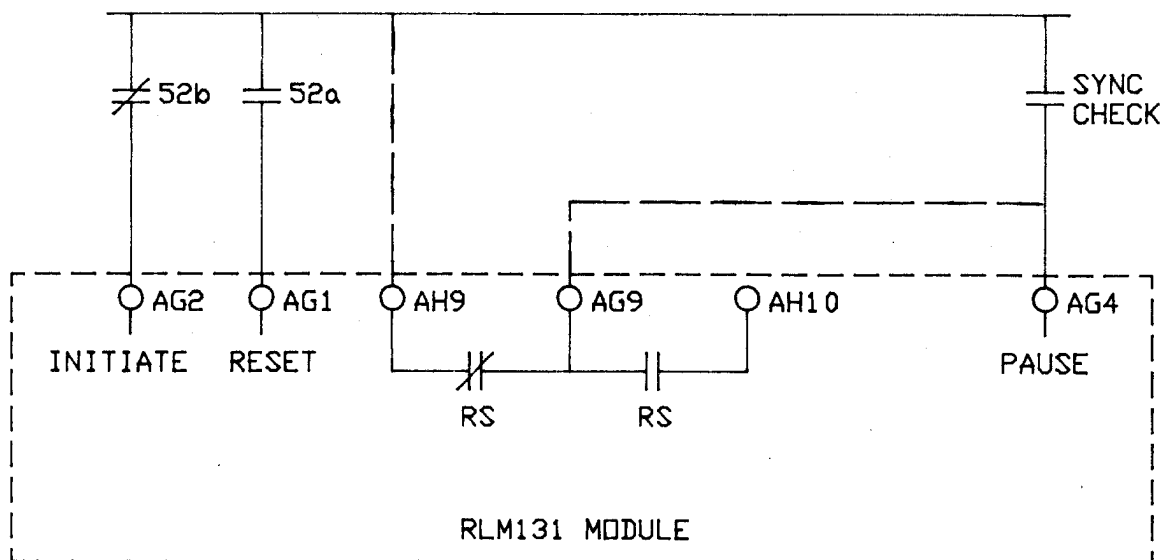 52b
52a
SYNC
CHECK
AG2
AG1
AH9
AG9
AH10
AG4
INITIATE
RESET
PAUSE
RS
RS
RLM131 MODULE